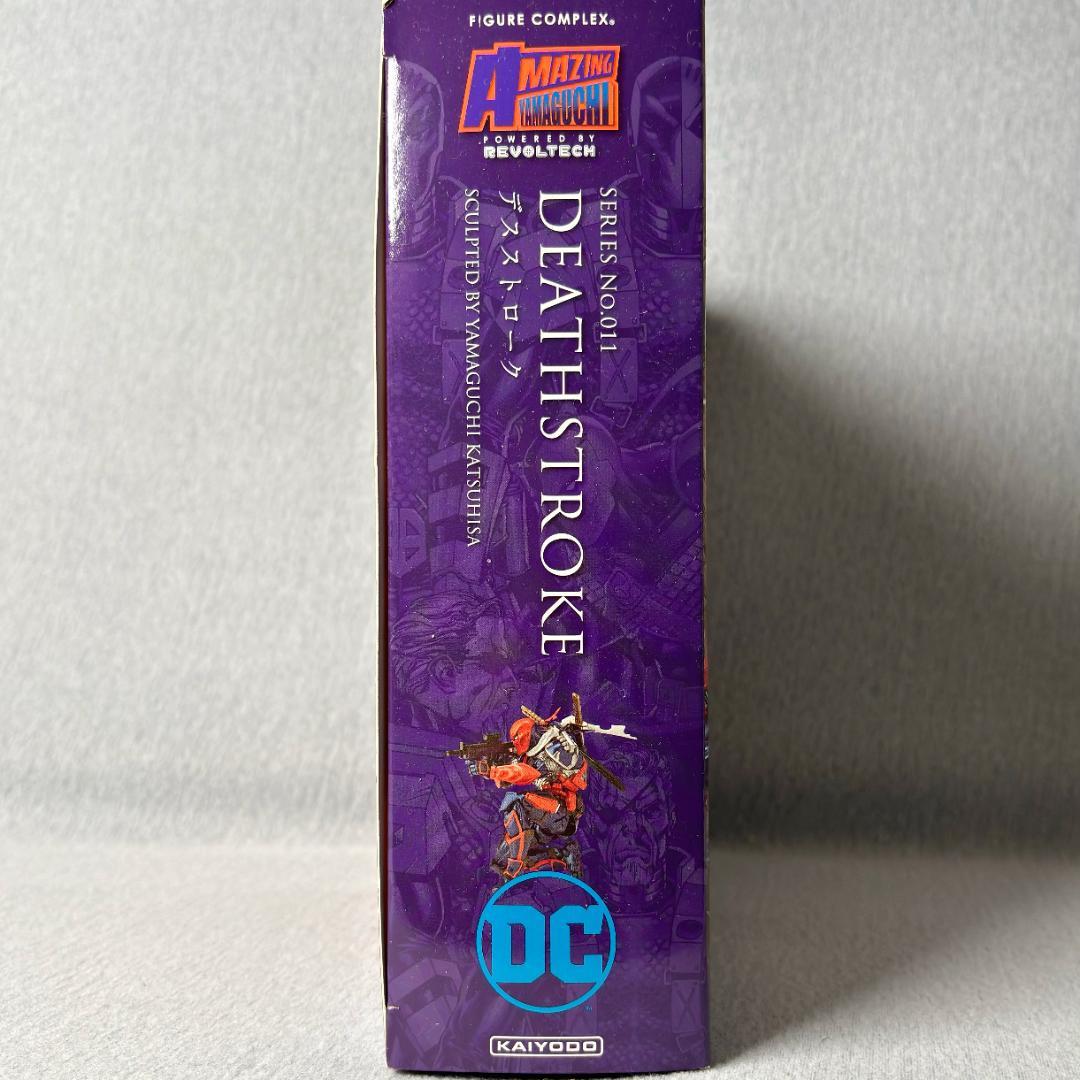 FIGURE COMPLEX®
AMAZING
YAMAGUCHI
POWERED BY
REVOLTECH
SERIES No.011
DEATHSTROKE
デスストローク
SCULPTED BY YAMAGUCHI KATSUHISA
DC
KAIYODO